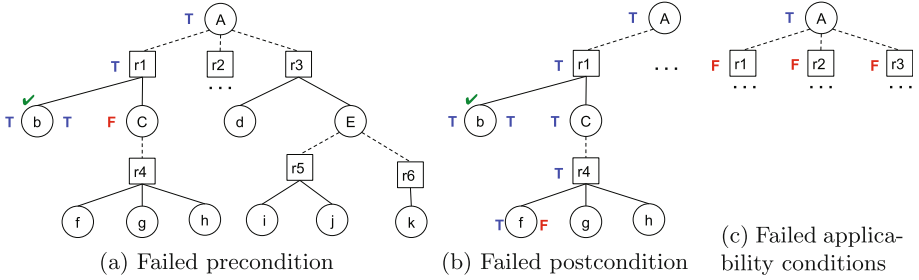 T A T A T A
T r1 r2 r3 T r1 ... F r1 F r2 F r3
... ... ... ...
✔ ✔
T b T F C d E T b T T C
r4 r5 r6 T r4
f g h i j k T f F g h
(a) Failed precondition (b) Failed postcondition (c) Failed applica-
bility conditions